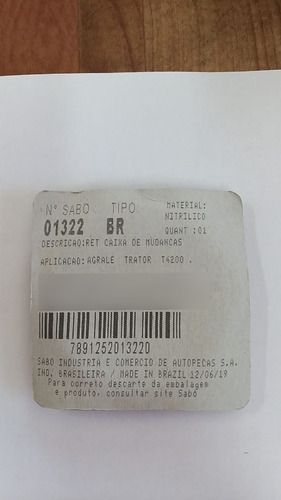 Nº SABO TIPO MATERIAL:
NITRILICO
01322 BR QUANT :01
DESCRICAO:RET CAIXA DE MUDANCAS
APLICACAO:AGRALE TRATOR T4200 .
7891252013220
SABO INDUSTRIA E COMERCIO DE AUTOPECAS S.A.
IND. BRASILEIRA / MADE IN BRAZIL 12/06/19
Para correto descarte da embalagem
e produto, consultar site Sabó